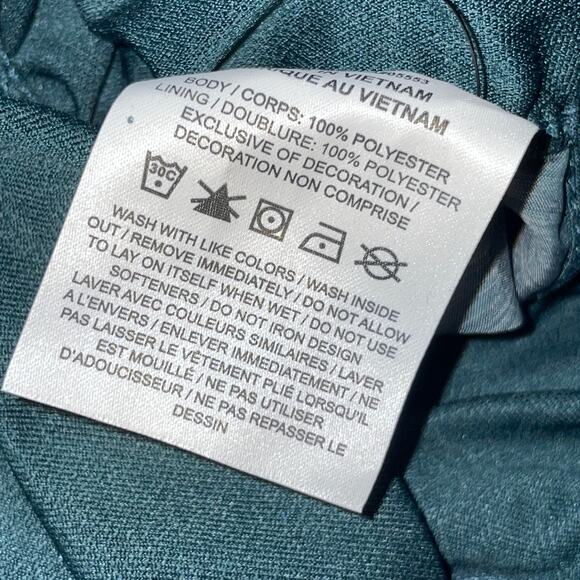 05553
VIETNAM
QUE AU VIETNAM
BODY / CORPS: 100% POLYESTER
LINING / DOUBLURE: 100% POLYESTER
EXCLUSIVE OF DECORATION /
DECORATION NON COMPRISE
30C
WASH WITH LIKE COLORS / WASH INSIDE
OUT / REMOVE IMMEDIATELY / DO NOT ALLOW
TO LAY ON ITSELF WHEN WET / DO NOT USE
SOFTENERS / DO NOT IRON DESIGN
LAVER AVEC COULEURS SIMILAIRES / LAVER
A L'ENVERS / ENLEVER IMMEDIATEMENT / NE
PAS LAISSER LE VÊTEMENT PLIÉ LORSQU'IL
EST MOUILLÉ / NE PAS UTILISER
D'ADOUCISSEUR / NE PAS REPASSER LE
DESSIN